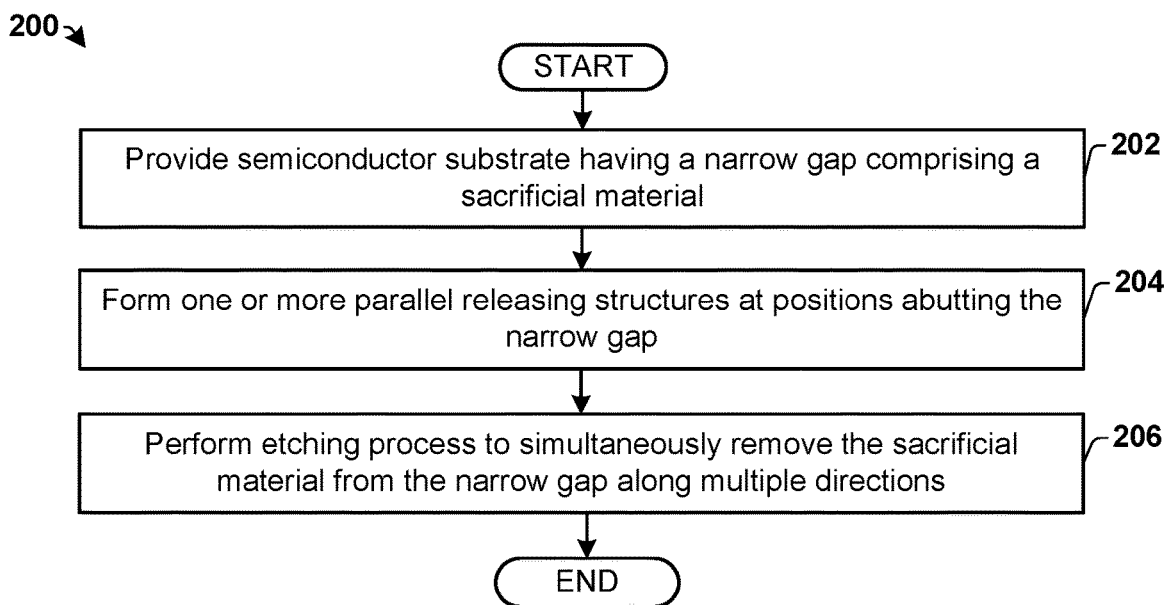 200
START
Provide semiconductor substrate having a narrow gap comprising a
sacrificial material
202
Form one or more parallel releasing structures at positions abutting the
narrow gap
204
Perform etching process to simultaneously remove the sacrificial
material from the narrow gap along multiple directions
206
END